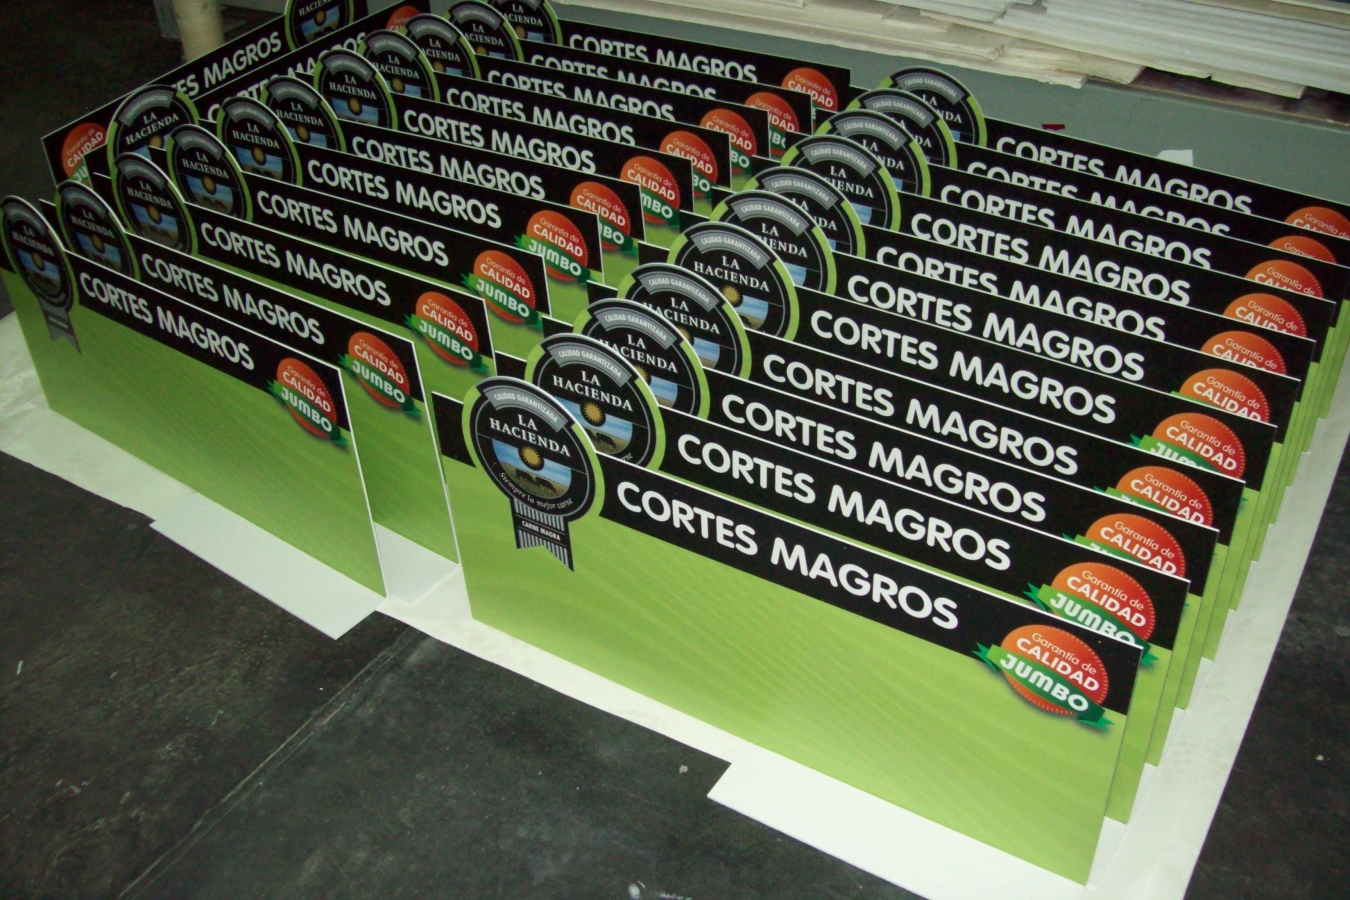 CALIDAD GARANTIZADA
LA
HACIENDA
siempre la mejor carne
CARNE MAGRA
CORTES MAGROS
Garantía de
CALIDAD
JUMBO